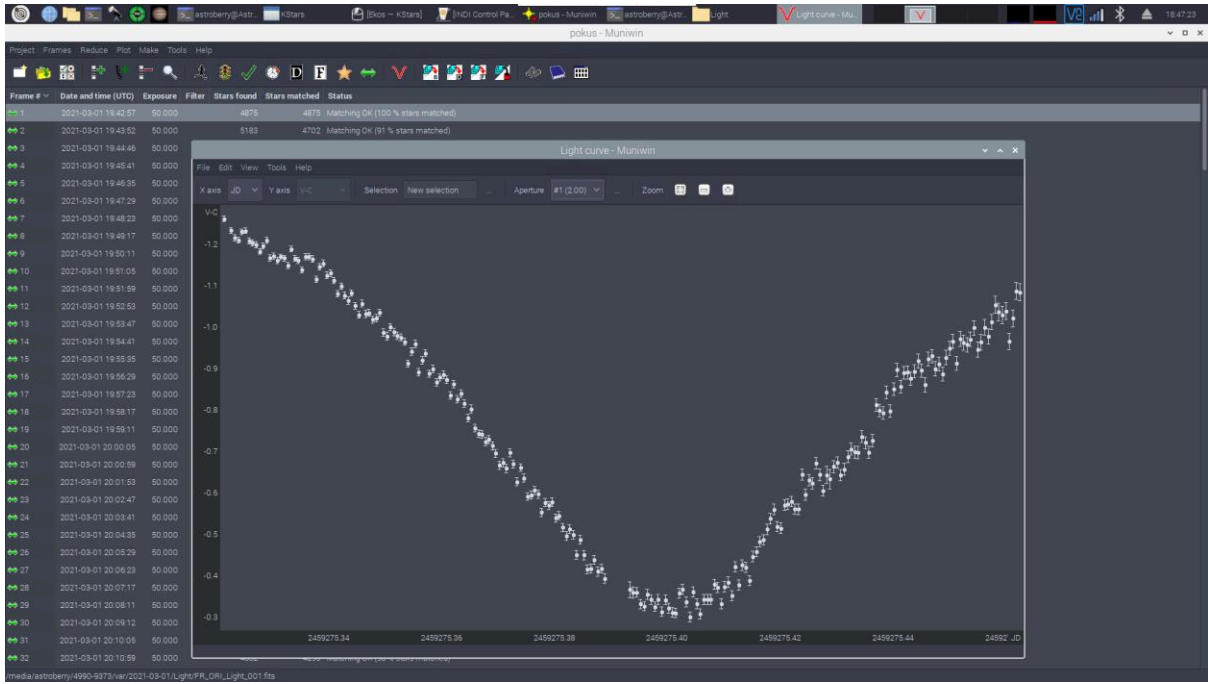 astroberry@Astr...
KStars
[Ekos — KStars]
INDI Control Pa...
pokus - Muniwin
astroberry@Astr...
Light
Light curve - Mu...
18:47:23
pokus - Muniwin
Project Frames Reduce Plot Make Tools Help
Frame # Date and time (UTC) Exposure Filter Stars found Stars matched Status
1 2021-03-01 19:42:57 50.000 4875 4875 Matching OK (100 % stars matched)
2 2021-03-01 19:43:52 50.000 5183 4702 Matching OK (91 % stars matched)
3 2021-03-01 19:44:46 50.000
4 2021-03-01 19:45:41 50.000
5 2021-03-01 19:46:35 50.000
6 2021-03-01 19:47:29 50.000
7 2021-03-01 19:48:23 50.000
8 2021-03-01 19:49:17 50.000
9 2021-03-01 19:50:11 50.000
10 2021-03-01 19:51:05 50.000
11 2021-03-01 19:51:59 50.000
12 2021-03-01 19:52:53 50.000
13 2021-03-01 19:53:47 50.000
14 2021-03-01 19:54:41 50.000
15 2021-03-01 19:55:35 50.000
16 2021-03-01 19:56:29 50.000
17 2021-03-01 19:57:23 50.000
18 2021-03-01 19:58:17 50.000
19 2021-03-01 19:59:11 50.000
20 2021-03-01 20:00:05 50.000
21 2021-03-01 20:00:59 50.000
22 2021-03-01 20:01:53 50.000
23 2021-03-01 20:02:47 50.000
24 2021-03-01 20:03:41 50.000
25 2021-03-01 20:04:35 50.000
26 2021-03-01 20:05:29 50.000
27 2021-03-01 20:06:23 50.000
28 2021-03-01 20:07:17 50.000
29 2021-03-01 20:08:11 50.000
30 2021-03-01 20:09:12 50.000
31 2021-03-01 20:10:05 50.000
32 2021-03-01 20:10:59 50.000
Light curve - Muniwin
File Edit View Tools Help
X axis JD Y axis V-C Selection New selection ... Aperture #1 (2.00) ... Zoom
V-C
-1.2
-1.1
-1.0
-0.9
-0.8
-0.7
-0.6
-0.5
-0.4
-0.3
2459275.34 2459275.36 2459275.38 2459275.40 2459275.42 2459275.44 24592' JD
/media/astroberry/4990-9373/var/2021-03-01/Light/FR_ORI_Light_001.fits